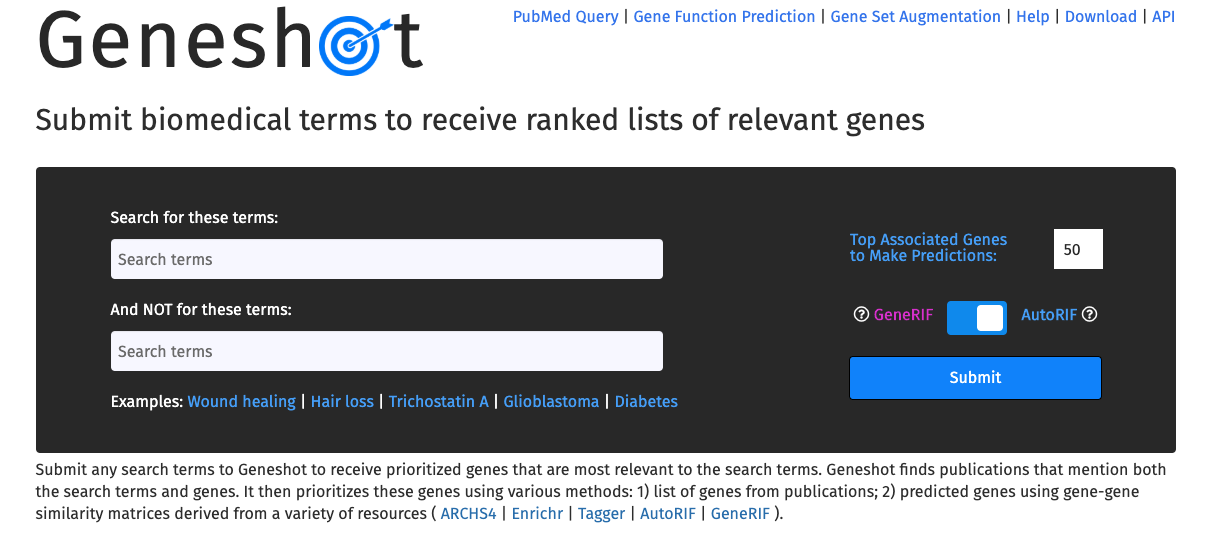 Geneshot
PubMed Query | Gene Function Prediction | Gene Set Augmentation | Help | Download | API
Submit biomedical terms to receive ranked lists of relevant genes
Search for these terms:
Search terms
And NOT for these terms:
Search terms
Examples: Wound healing | Hair loss | Trichostatin A | Glioblastoma | Diabetes
Top Associated Genes
to Make Predictions:
50
? GeneRIF
AutoRIF ?
Submit
Submit any search terms to Geneshot to receive prioritized genes that are most relevant to the search terms. Geneshot finds publications that mention both
the search terms and genes. It then prioritizes these genes using various methods: 1) list of genes from publications; 2) predicted genes using gene-gene
similarity matrices derived from a variety of resources ( ARCHS4 | Enrichr | Tagger | AutoRIF | GeneRIF ).